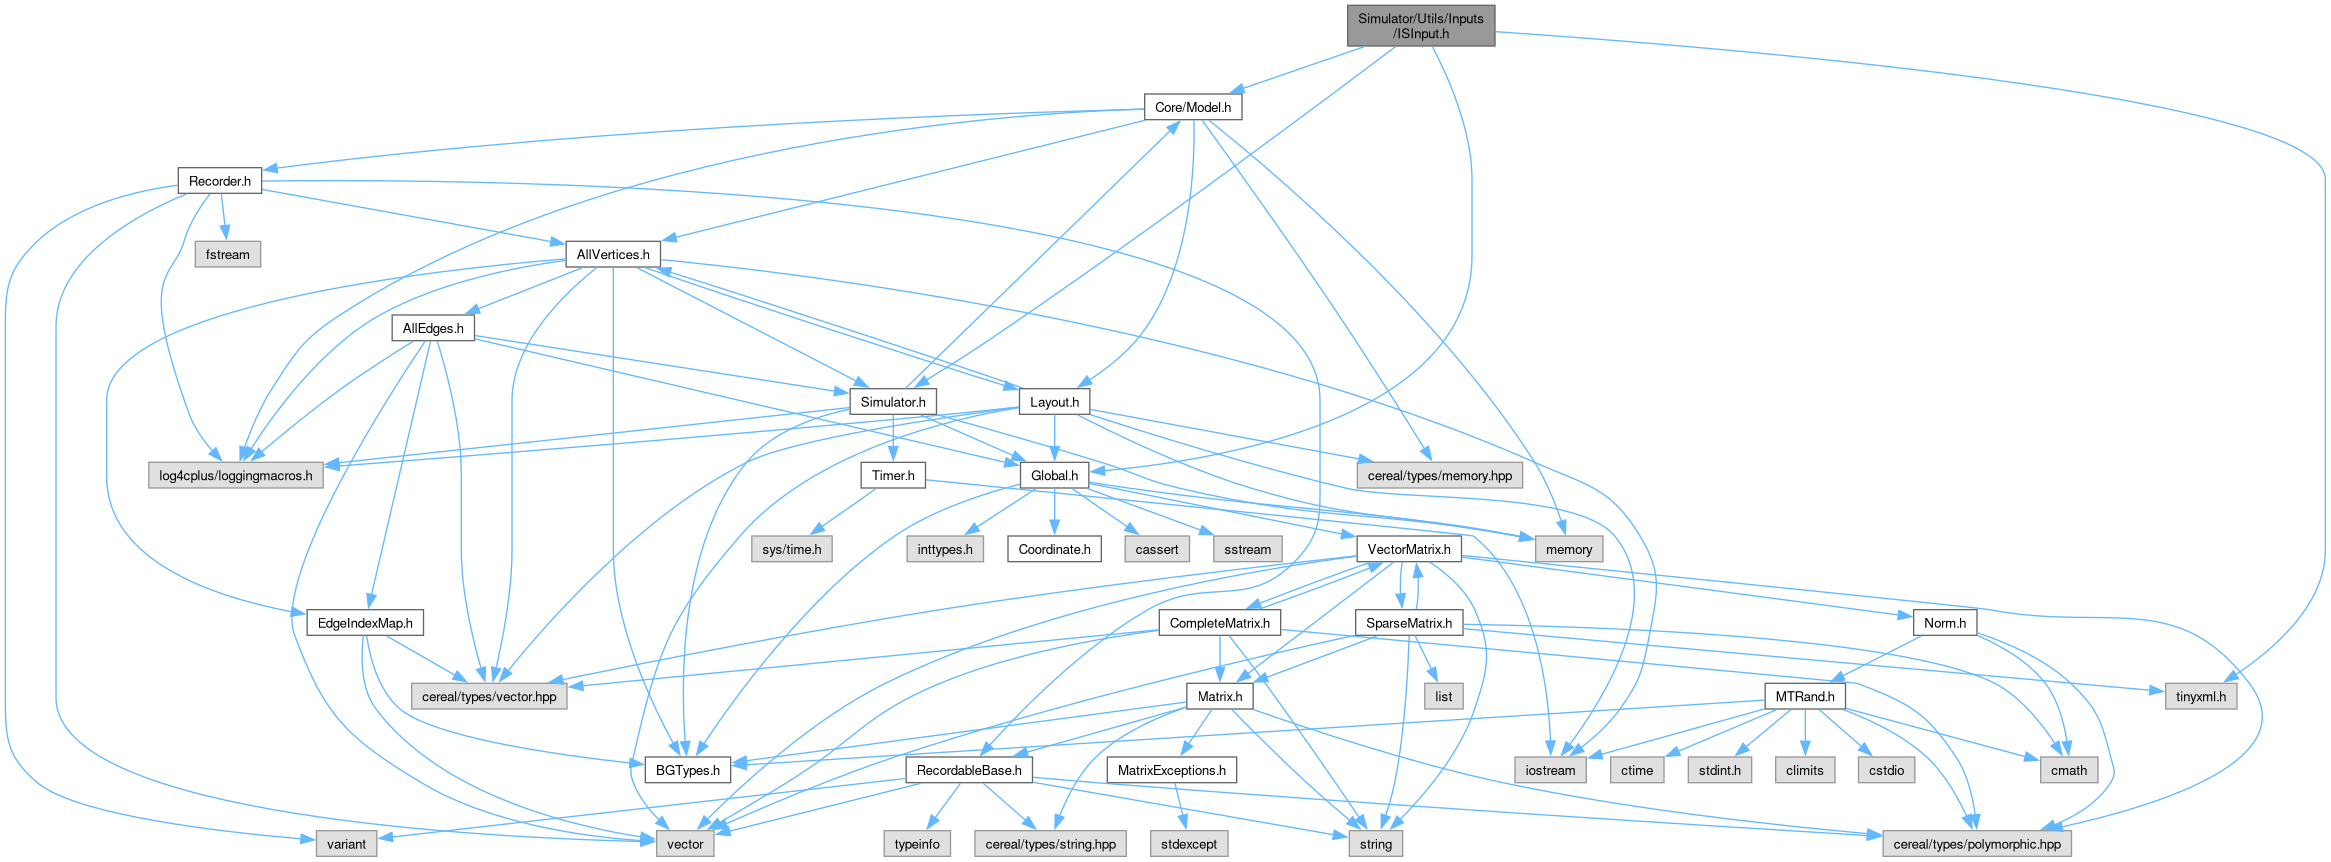 Simulator/Utils/Inputs
/ISInput.h
Core/Model.h
Recorder.h
fstream
AllVertices.h
AllEdges.h
Simulator.h
Layout.h
log4cplus/loggingmacros.h
Timer.h
Global.h
cereal/types/memory.hpp
sys/time.h
inttypes.h
Coordinate.h
cassert
sstream
VectorMatrix.h
memory
EdgeIndexMap.h
CompleteMatrix.h
SparseMatrix.h
Norm.h
cereal/types/vector.hpp
Matrix.h
list
MTRand.h
tinyxml.h
BGTypes.h
RecordableBase.h
MatrixExceptions.h
iostream
ctime
stdint.h
climits
cstdio
cmath
variant
vector
typeinfo
cereal/types/string.hpp
stdexcept
string
cereal/types/polymorphic.hpp